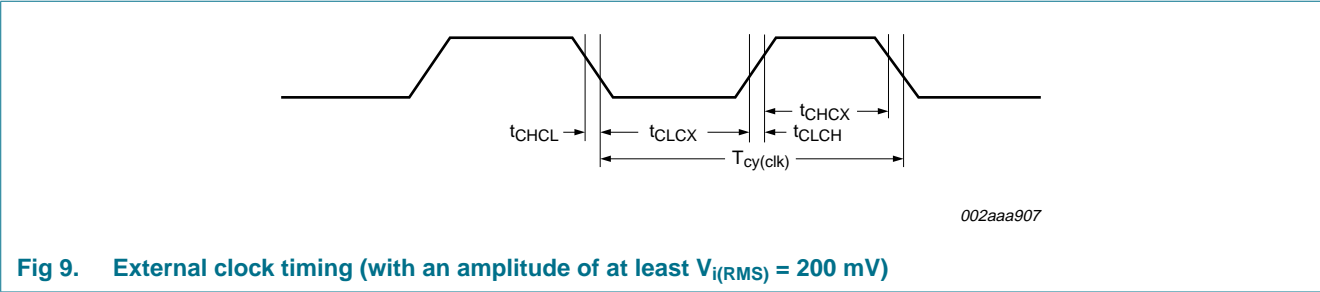 tCHCX
tCHCL tCLCX tCLCH
Tcy(clk)
002aaa907
Fig 9. External clock timing (with an amplitude of at least Vi(RMS) = 200 mV)